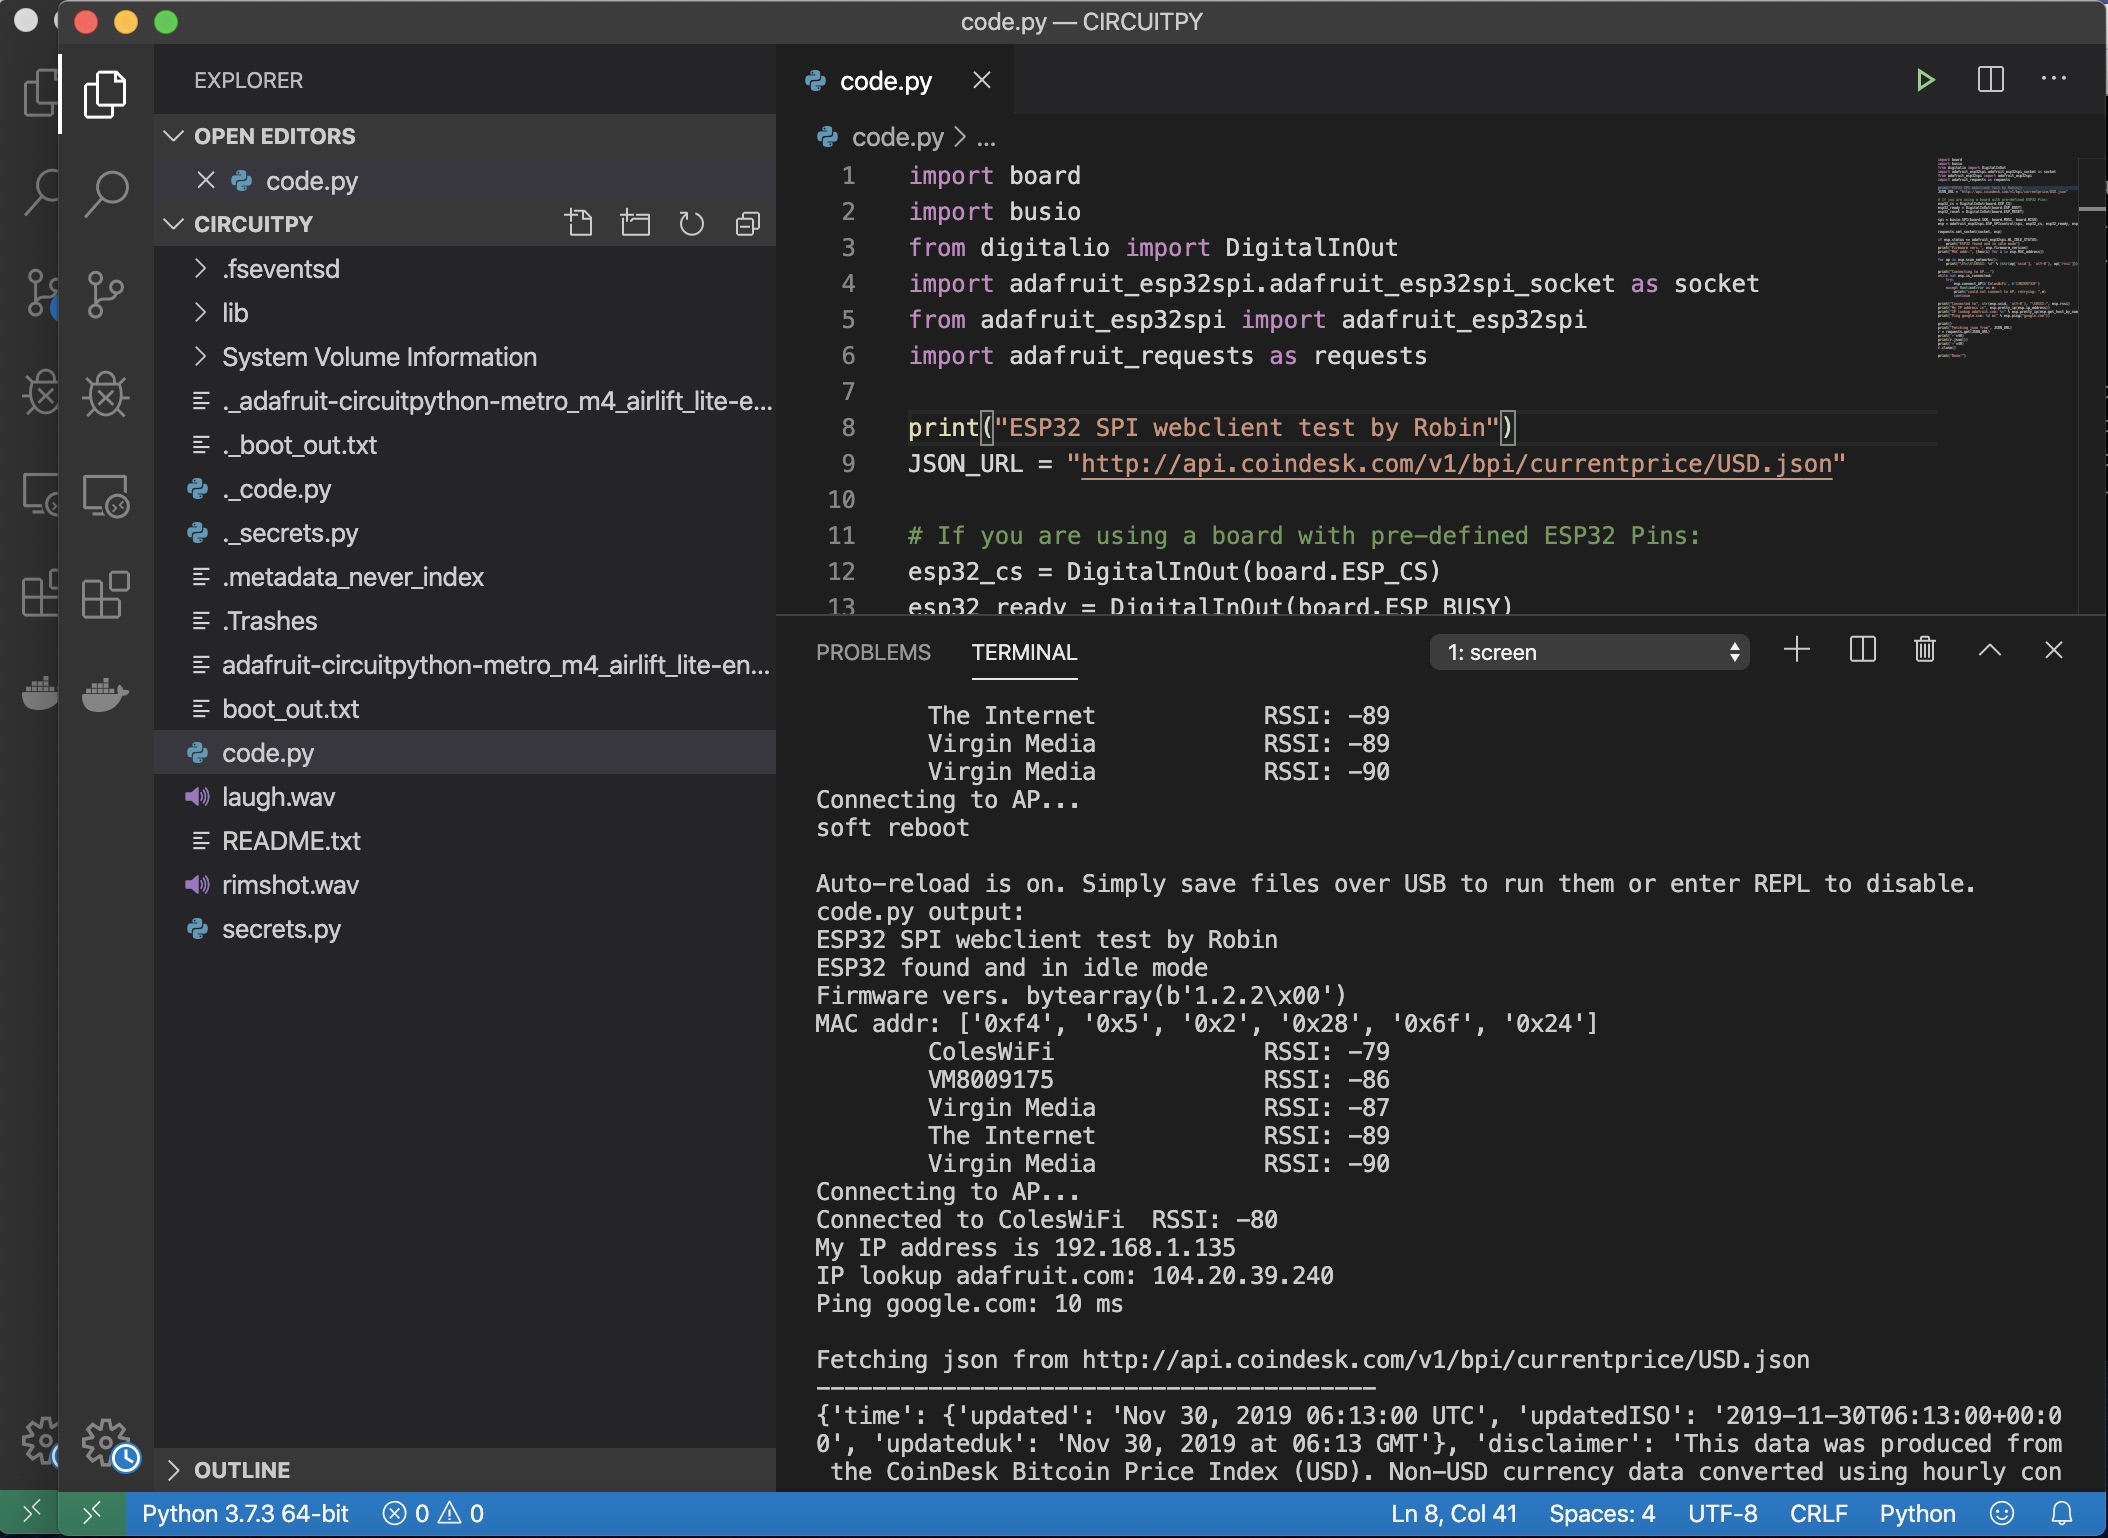 code.py — CIRCUITPY
EXPLORER
OPEN EDITORS
code.py
CIRCUITPY
.fseventsd
lib
System Volume Information
._adafruit-circuitpython-metro_m4_airlift_lite-e...
._boot_out.txt
._code.py
._secrets.py
.metadata_never_index
.Trashes
adafruit-circuitpython-metro_m4_airlift_lite-en...
boot_out.txt
code.py
laugh.wav
README.txt
rimshot.wav
secrets.py
OUTLINE
code.py
code.py > ...
1 import board
2 import busio
3 from digitalio import DigitalInOut
4 import adafruit_esp32spi.adafruit_esp32spi_socket as socket
5 from adafruit_esp32spi import adafruit_esp32spi
6 import adafruit_requests as requests
7
8 print("ESP32 SPI webclient test by Robin")
9 JSON_URL = "http://api.coindesk.com/v1/bpi/currentprice/USD.json"
10
11 # If you are using a board with pre-defined ESP32 Pins:
12 esp32_cs = DigitalInOut(board.ESP_CS)
13 esp32_ready = DigitalInOut(board.ESP_BUSY)
PROBLEMS TERMINAL 1: screen
The Internet RSSI: -89
Virgin Media RSSI: -89
Virgin Media RSSI: -90
Connecting to AP...
soft reboot
Auto-reload is on. Simply save files over USB to run them or enter REPL to disable.
code.py output:
ESP32 SPI webclient test by Robin
ESP32 found and in idle mode
Firmware vers. bytearray(b'1.2.2\x00')
MAC addr: ['0xf4', '0x5', '0x2', '0x28', '0x6f', '0x24']
ColesWiFi RSSI: -79
VM8009175 RSSI: -86
Virgin Media RSSI: -87
The Internet RSSI: -89
Virgin Media RSSI: -90
Connecting to AP...
Connected to ColesWiFi RSSI: -80
My IP address is 192.168.1.135
IP lookup adafruit.com: 104.20.39.240
Ping google.com: 10 ms
Fetching json from http://api.coindesk.com/v1/bpi/currentprice/USD.json
----------------------------------------
{'time': {'updated': 'Nov 30, 2019 06:13:00 UTC', 'updatedISO': '2019-11-30T06:13:00+00:0
0', 'updateduk': 'Nov 30, 2019 at 06:13 GMT'}, 'disclaimer': 'This data was produced from
the CoinDesk Bitcoin Price Index (USD). Non-USD currency data converted using hourly con
Python 3.7.3 64-bit 0 0 Ln 8, Col 41 Spaces: 4 UTF-8 CRLF Python